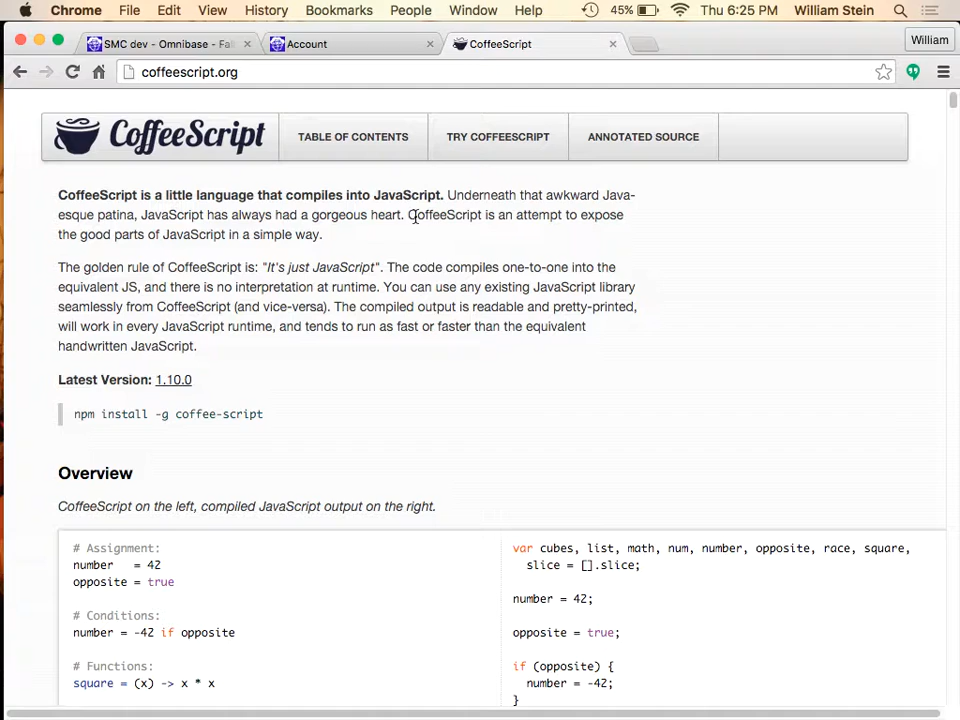 Chrome File Edit View History Bookmarks People Window Help 45% Thu 6:25 PM William Stein
SMC dev - Omnibase - Fal Account CoffeeScript William
coffeescript.org
CoffeeScript TABLE OF CONTENTS TRY COFFEESCRIPT ANNOTATED SOURCE
CoffeeScript is a little language that compiles into JavaScript. Underneath that awkward Java-
esque patina, JavaScript has always had a gorgeous heart. CoffeeScript is an attempt to expose
the good parts of JavaScript in a simple way.
The golden rule of CoffeeScript is: "It's just JavaScript". The code compiles one-to-one into the
equivalent JS, and there is no interpretation at runtime. You can use any existing JavaScript library
seamlessly from CoffeeScript (and vice-versa). The compiled output is readable and pretty-printed,
will work in every JavaScript runtime, and tends to run as fast or faster than the equivalent
handwritten JavaScript.
Latest Version: 1.10.0
npm install -g coffee-script
Overview
CoffeeScript on the left, compiled JavaScript output on the right.
# Assignment:
number   = 42
opposite = true
# Conditions:
number = -42 if opposite
# Functions:
square = (x) -> x * x
var cubes, list, math, num, number, opposite, race, square,
  slice = [].slice;
number = 42;
opposite = true;
if (opposite) {
  number = -42;
}